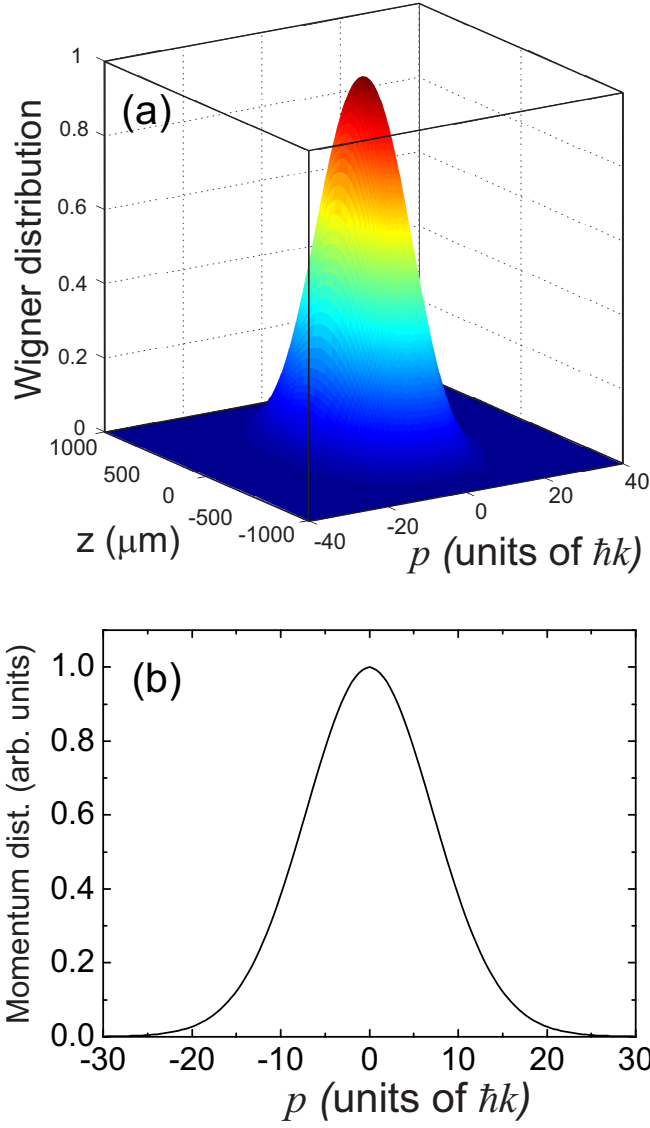 (a)
Wigner distribution
1
0.8
0.6
0.4
0.2
0
1000
500
0
-500
-1000
z (μm)
-40
-20
0
20
40
p (units of ħk)
(b)
Momentum dist. (arb. units)
1.0
0.8
0.6
0.4
0.2
0.0
-30 -20 -10 0 10 20 30
p (units of ħk)